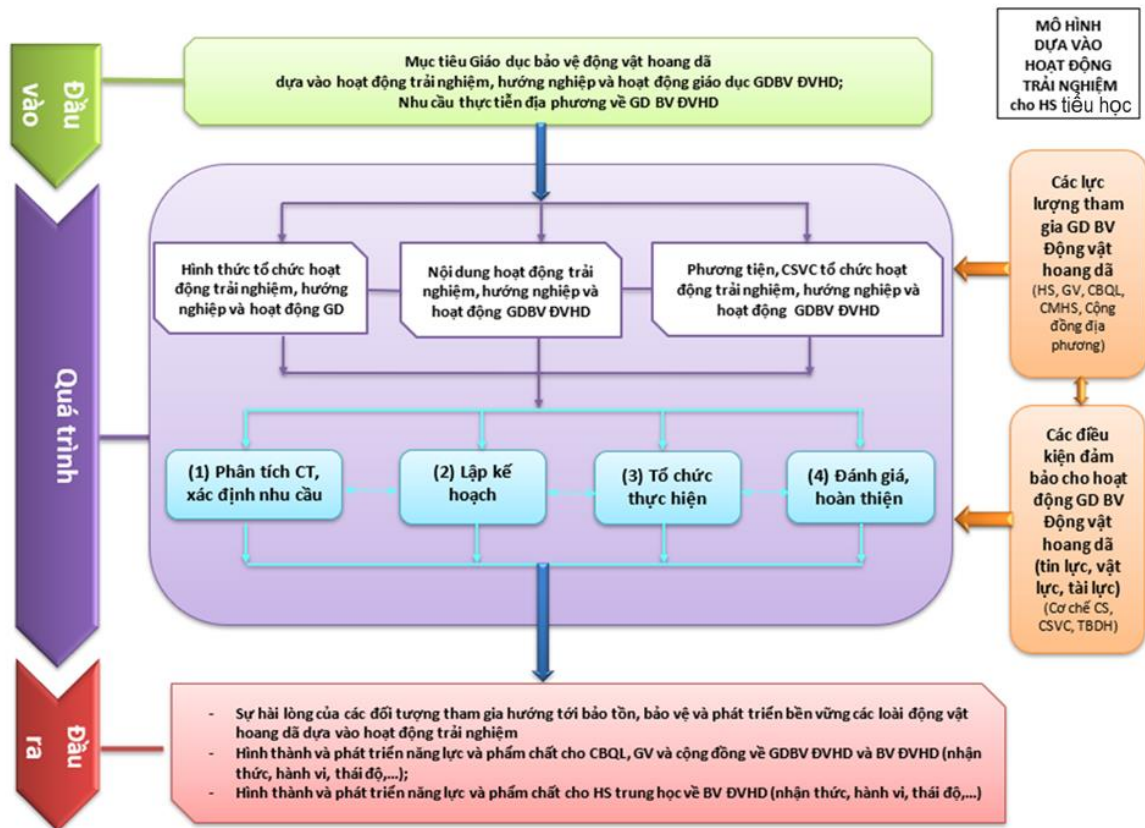 MÔ HÌNH
DỰA VÀO
HOẠT ĐỘNG
TRẢI NGHIỆM
cho HS tiểu học
Đầu
vào
Mục tiêu Giáo dục bảo vệ động vật hoang dã
dựa vào hoạt động trải nghiệm, hướng nghiệp và hoạt động giáo dục GDBV ĐVHD;
Nhu cầu thực tiễn địa phương về GD BV ĐVHD
Quá trình
Hình thức tổ chức hoạt
động trải nghiệm, hướng
nghiệp và hoạt động GD
Nội dung hoạt động trải
nghiệm, hướng nghiệp và
hoạt động GDBV ĐVHD
Phương tiện, CSVC tổ chức hoạt
động trải nghiệm, hướng nghiệp và
hoạt động GDBV ĐVHD
(1) Phân tích CT,
xác định nhu cầu
(2) Lập kế
hoạch
(3) Tổ chức
thực hiện
(4) Đánh giá,
hoàn thiện
Các lực
lượng tham
gia GD BV
Động vật
hoang dã
(HS, GV, CBQL,
CMHS, Cộng
đồng địa
phương)
Các điều
kiện đảm
bảo cho hoạt
động GD BV
Động vật
hoang dã
(tin lực, vật
lực, tài lực)
(Cơ chế CS,
CSVC, TBDH)
Đầu
ra
- Sự hài lòng của các đối tượng tham gia hướng tới bảo tồn, bảo vệ và phát triển bền vững các loài động vật
hoang dã dựa vào hoạt động trải nghiệm
- Hình thành và phát triển năng lực và phẩm chất cho CBQL, GV và cộng đồng về GDBV ĐVHD và BV ĐVHD (nhận
thức, hành vi, thái độ,...);
- Hình thành và phát triển năng lực và phẩm chất cho HS trung học về BV ĐVHD (nhận thức, hành vi, thái độ,...)